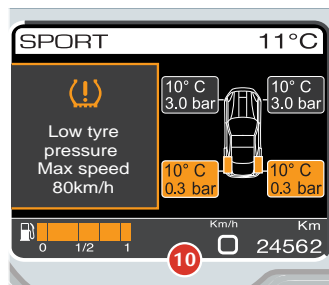 SPORT 11°C
10° C 10° C
3.0 bar 3.0 bar
(!)
Low tyre
pressure
Max speed
80km/h
10° C 10° C
0.3 bar 0.3 bar
Km/h Km
0 1/2 1
0 24562
10